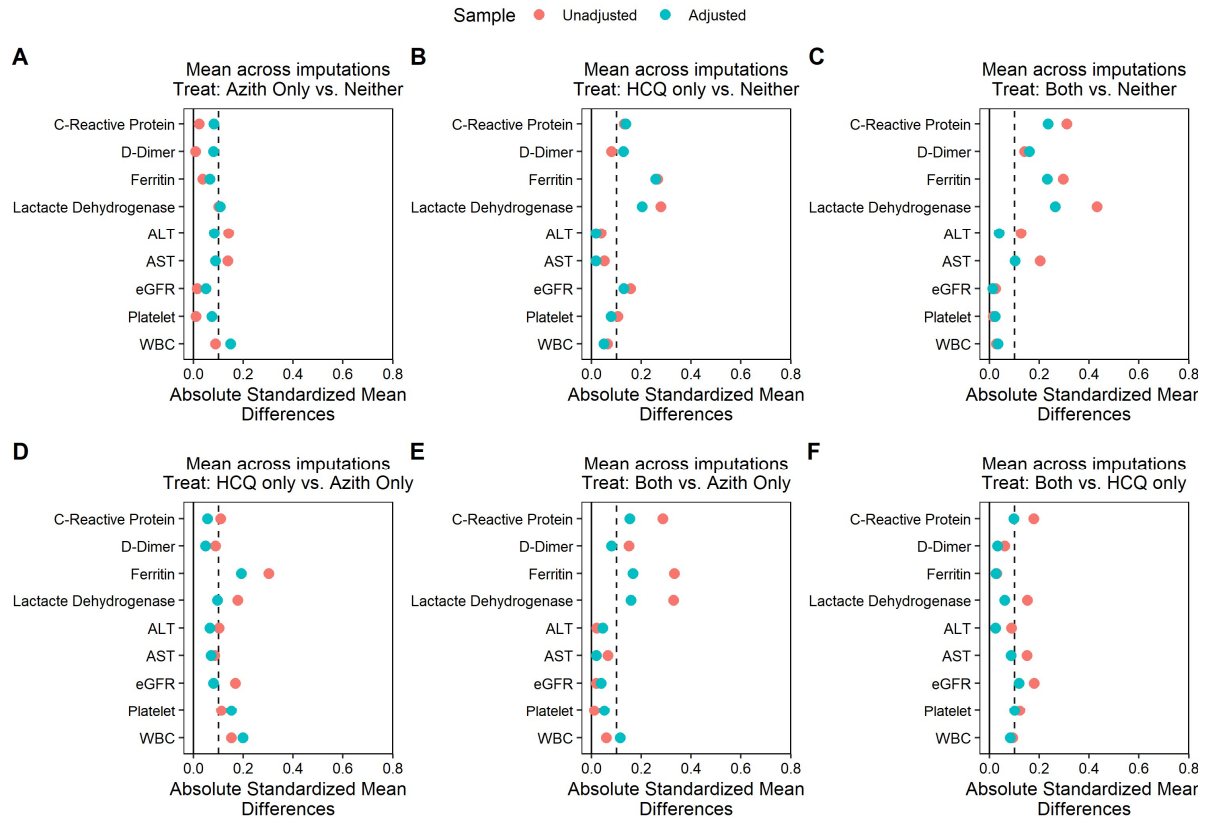 Sample Unadjusted Adjusted
A
Mean across imputations
Treat: Azith Only vs. Neither
C-Reactive Protein
D-Dimer
Ferritin
Lactacte Dehydrogenase
ALT
AST
eGFR
Platelet
WBC
0.0 0.2 0.4 0.6 0.8
Absolute Standardized Mean
Differences
B
Mean across imputations
Treat: HCQ only vs. Neither
C-Reactive Protein
D-Dimer
Ferritin
Lactacte Dehydrogenase
ALT
AST
eGFR
Platelet
WBC
0.0 0.2 0.4 0.6 0.8
Absolute Standardized Mean
Differences
C
Mean across imputations
Treat: Both vs. Neither
C-Reactive Protein
D-Dimer
Ferritin
Lactacte Dehydrogenase
ALT
AST
eGFR
Platelet
WBC
0.0 0.2 0.4 0.6 0.8
Absolute Standardized Mean
Differences
D
Mean across imputations
Treat: HCQ only vs. Azith Only
C-Reactive Protein
D-Dimer
Ferritin
Lactacte Dehydrogenase
ALT
AST
eGFR
Platelet
WBC
0.0 0.2 0.4 0.6 0.8
Absolute Standardized Mean
Differences
E
Mean across imputations
Treat: Both vs. Azith Only
C-Reactive Protein
D-Dimer
Ferritin
Lactacte Dehydrogenase
ALT
AST
eGFR
Platelet
WBC
0.0 0.2 0.4 0.6 0.8
Absolute Standardized Mean
Differences
F
Mean across imputations
Treat: Both vs. HCQ only
C-Reactive Protein
D-Dimer
Ferritin
Lactacte Dehydrogenase
ALT
AST
eGFR
Platelet
WBC
0.0 0.2 0.4 0.6 0.8
Absolute Standardized Mean
Differences